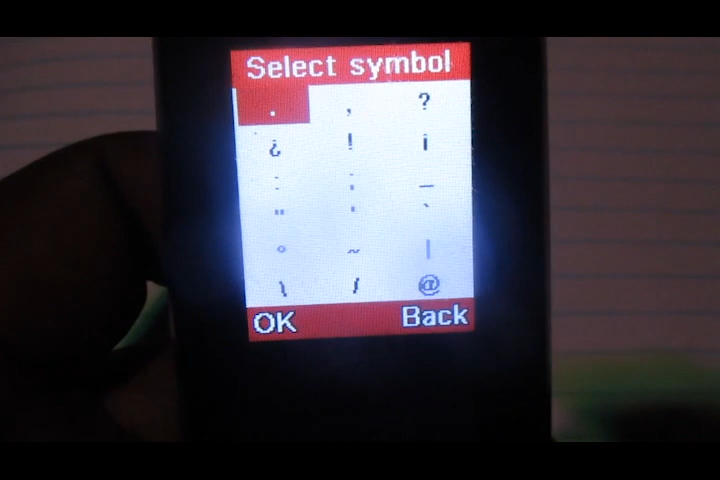 Select symbol
. , ?
¿ ! ¡
: ; _
" ' `
° ~ |
\ / @
OK Back